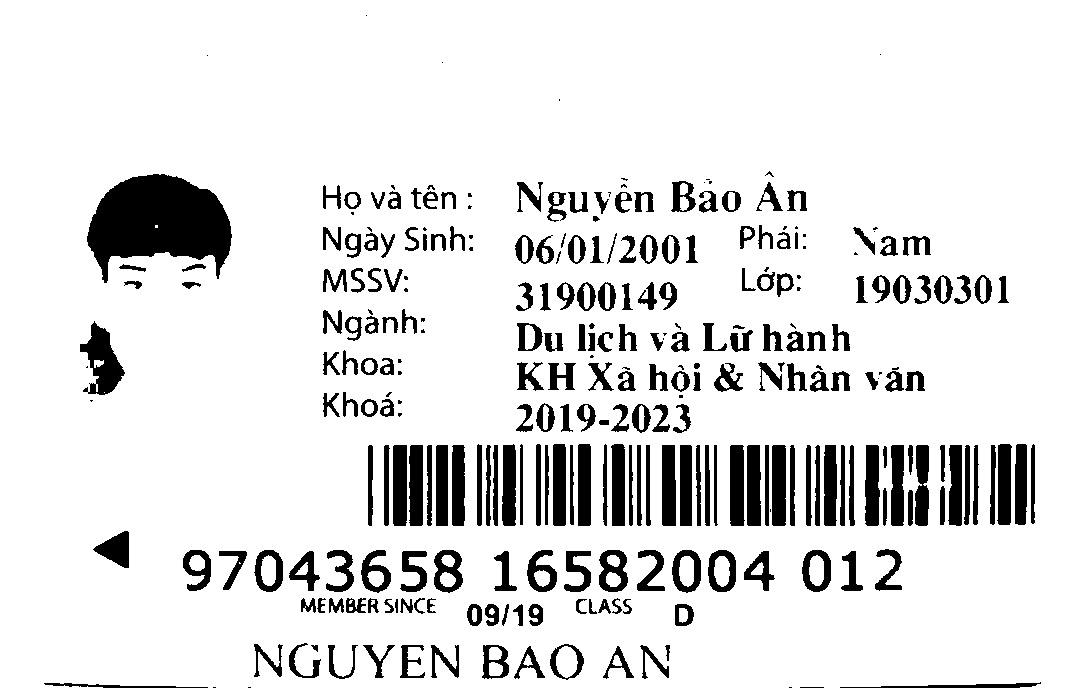 Họ và tên : Nguyễn Bảo Ân
Ngày Sinh: 06/01/2001 Phái: Nam
MSSV: 31900149 Lớp: 19030301
Ngành: Du lịch và Lữ hành
Khoa: KH Xã hội & Nhân văn
Khoá: 2019-2023
97043658 16582004 012
MEMBER SINCE 09/19 CLASS D
NGUYEN BAO AN